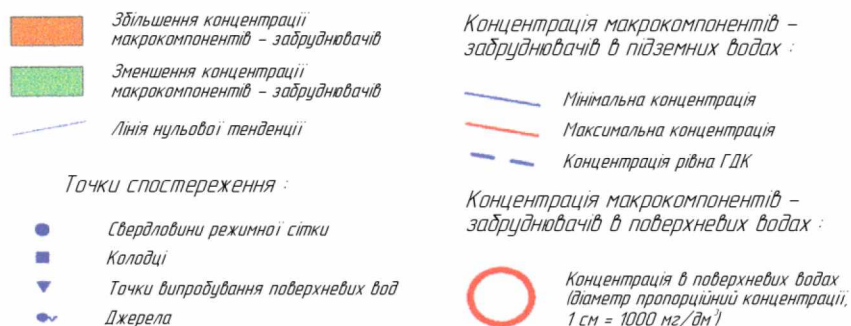 Збільшення концентрації
макрокомпонентів – забруднювачів
Зменшення концентрації
макрокомпонентів – забруднювачів
Лінія нульової тенденції
Точки спостереження :
Свердловини режимної сітки
Колодці
Точки випробування поверхневих вод
Джерела
Концентрація макрокомпонентів –
забруднювачів в підземних водах :
Мінімальна концентрація
Максимальна концентрація
Концентрація рівна ГДК
Концентрація макрокомпонентів –
забруднювачів в поверхневих водах :
Концентрація в поверхневих водах
(діаметр пропорційний концентрації,
1 см = 1000 мг/дм³)